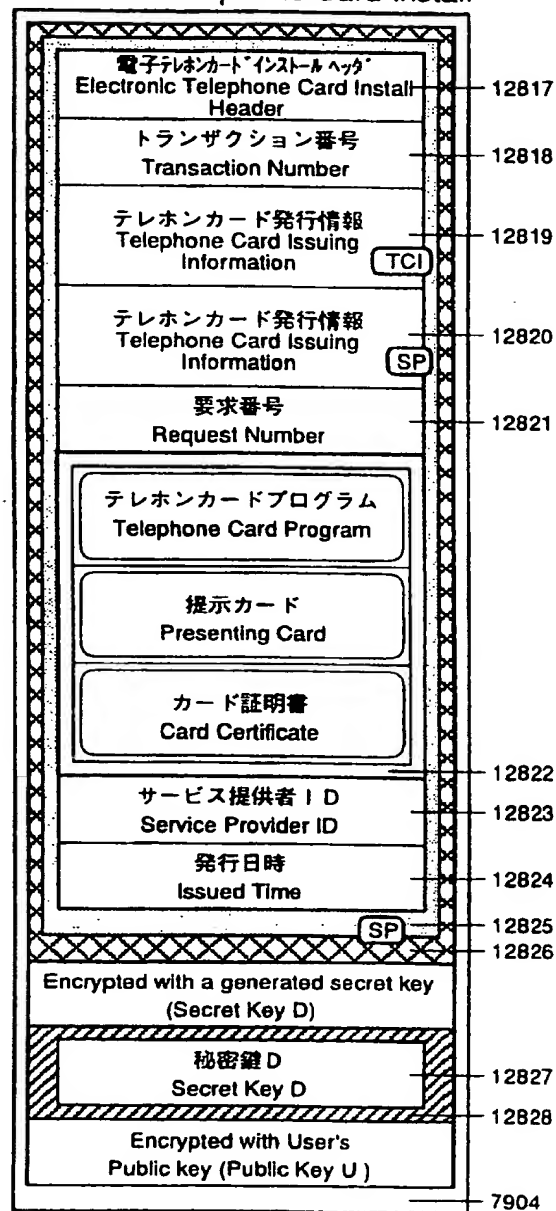 電子テレホンカード インストール ヘッダ
Electronic Telephone Card Install
Header
12817
トランザクション番号
Transaction Number
12818
テレホンカード発行情報
Telephone Card Issuing
Information
TCI
12819
テレホンカード発行情報
Telephone Card Issuing
Information
SP
12820
要求番号
Request Number
12821
テレホンカードプログラム
Telephone Card Program
提示カード
Presenting Card
カード証明書
Card Certificate
12822
サービス提供者ID
Service Provider ID
12823
発行日時
Issued Time
12824
SP
12825
12826
Encrypted with a generated secret key
(Secret Key D)
秘密鍵D
Secret Key D
12827
12828
Encrypted with User's
Public key (Public Key U)
7904